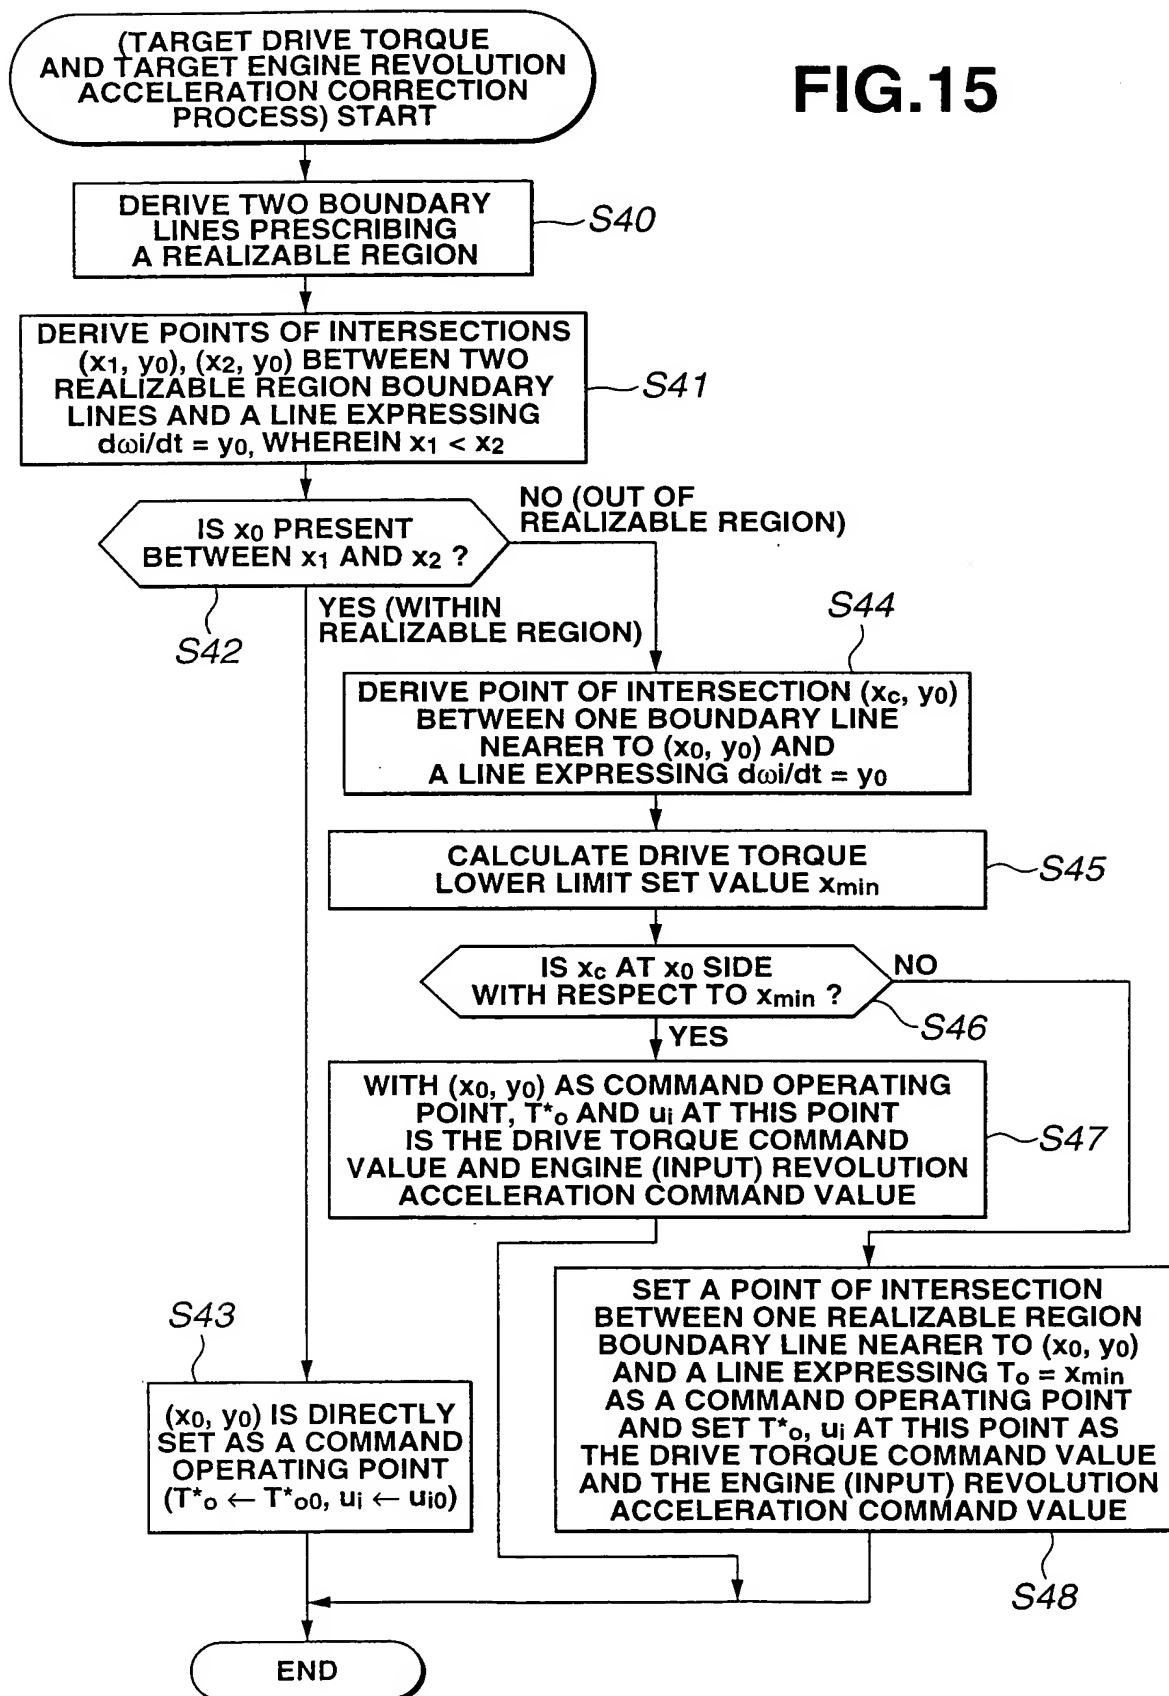 FIG.15
(TARGET DRIVE TORQUE
AND TARGET ENGINE REVOLUTION
ACCELERATION CORRECTION
PROCESS) START
DERIVE TWO BOUNDARY
LINES PRESCRIBING
A REALIZABLE REGION
S40
DERIVE POINTS OF INTERSECTIONS
(x1, y0), (x2, y0) BETWEEN TWO
REALIZABLE REGION BOUNDARY
LINES AND A LINE EXPRESSING
dωi/dt = y0, WHEREIN x1 < x2
S41
IS x0 PRESENT
BETWEEN x1 AND x2 ?
S42
NO (OUT OF
REALIZABLE REGION)
YES (WITHIN
REALIZABLE REGION)
S44
DERIVE POINT OF INTERSECTION (xc, y0)
BETWEEN ONE BOUNDARY LINE
NEARER TO (x0, y0) AND
A LINE EXPRESSING dωi/dt = y0
CALCULATE DRIVE TORQUE
LOWER LIMIT SET VALUE xmin
S45
IS xc AT x0 SIDE
WITH RESPECT TO xmin ?
NO
S46
YES
WITH (x0, y0) AS COMMAND OPERATING
POINT, T*o AND ui AT THIS POINT
IS THE DRIVE TORQUE COMMAND
VALUE AND ENGINE (INPUT) REVOLUTION
ACCELERATION COMMAND VALUE
S47
SET A POINT OF INTERSECTION
BETWEEN ONE REALIZABLE REGION
BOUNDARY LINE NEARER TO (x0, y0)
AND A LINE EXPRESSING To = xmin
AS A COMMAND OPERATING POINT
AND SET T*o, ui AT THIS POINT AS
THE DRIVE TORQUE COMMAND VALUE
AND THE ENGINE (INPUT) REVOLUTION
ACCELERATION COMMAND VALUE
S48
S43
(x0, y0) IS DIRECTLY
SET AS A COMMAND
OPERATING POINT
(T*o ← T*o0, ui ← ui0)
END